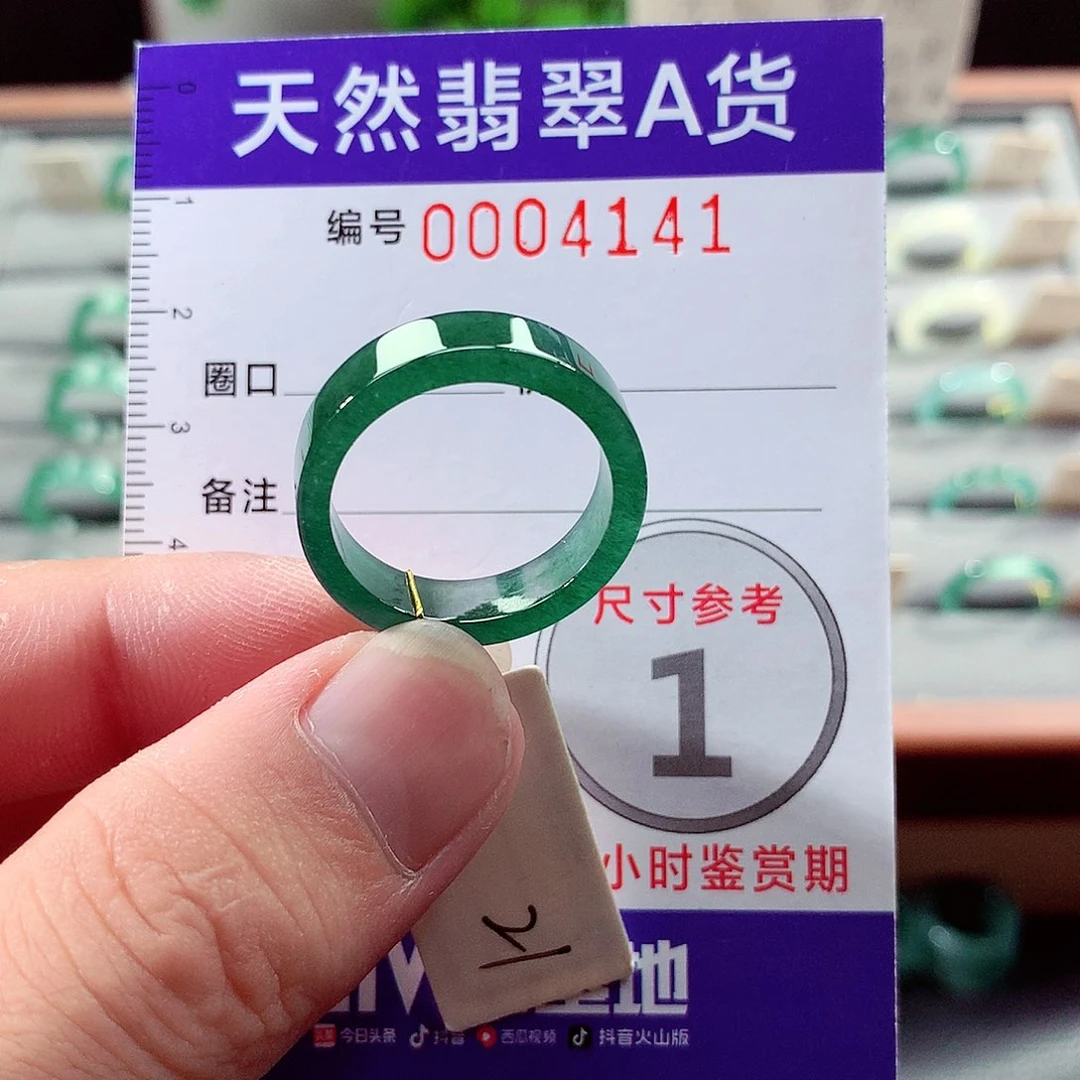 天然翡翠A货
编号 0004141
0
1
2
圈口
3
备注
4
尺寸参考
1
小时鉴赏期
地
今日头条 抖音 西瓜视频 抖音火山版